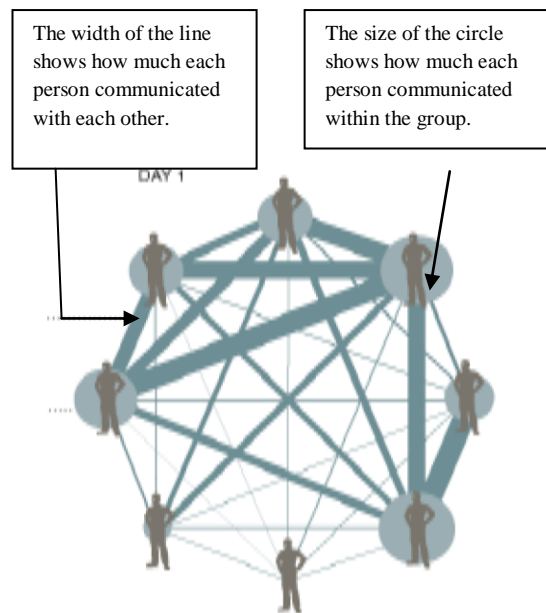 The width of the line
shows how much each
person communicated
with each other.
The size of the circle
shows how much each
person communicated
within the group.
DAY 1